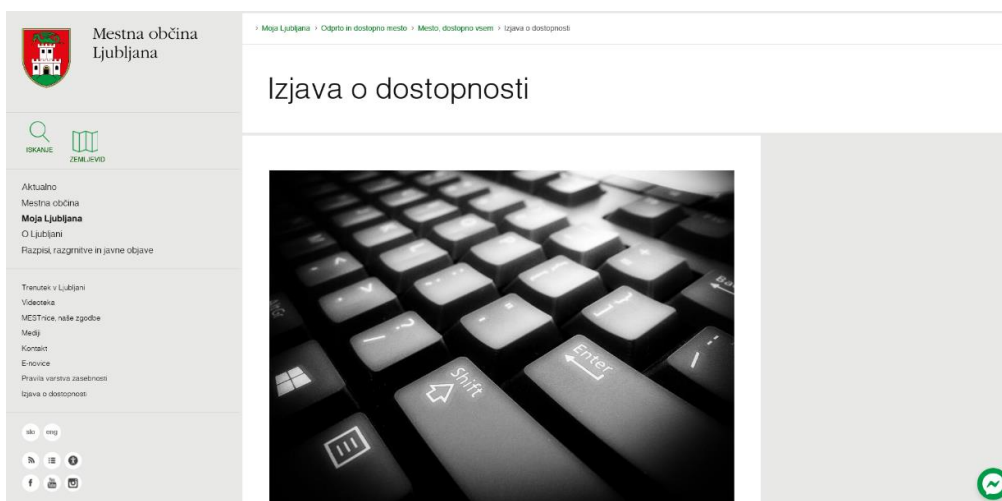 Mestna občina
Ljubljana
› Moja Ljubljana › Odprto in dostopno mesto › Mesto, dostopno vsem › Izjava o dostopnosti
Izjava o dostopnosti
ISKANJE
ZEMLJEVID
Aktualno
Mestna občina
Moja Ljubljana
O Ljubljani
Razpisi, razgrnitve in javne objave
Trenutek v Ljubljani
Videoteka
MESTnice, naše zgodbe
Mediji
Kontakt
E-novice
Pravila varstva zasebnosti
Izjava o dostopnosti
slo eng
Shift
Enter